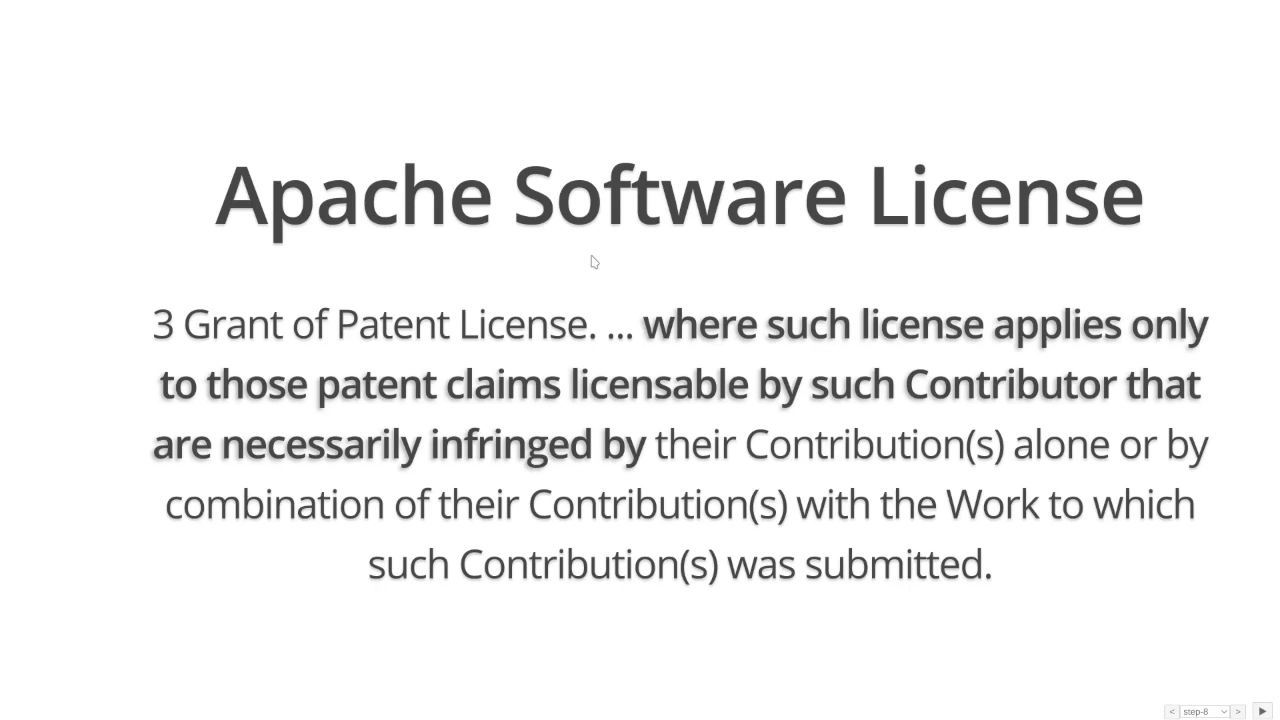 Apache Software License
3 Grant of Patent License. ... where such license applies only
to those patent claims licensable by such Contributor that
are necessarily infringed by their Contribution(s) alone or by
combination of their Contribution(s) with the Work to which
such Contribution(s) was submitted.
< step-8 >